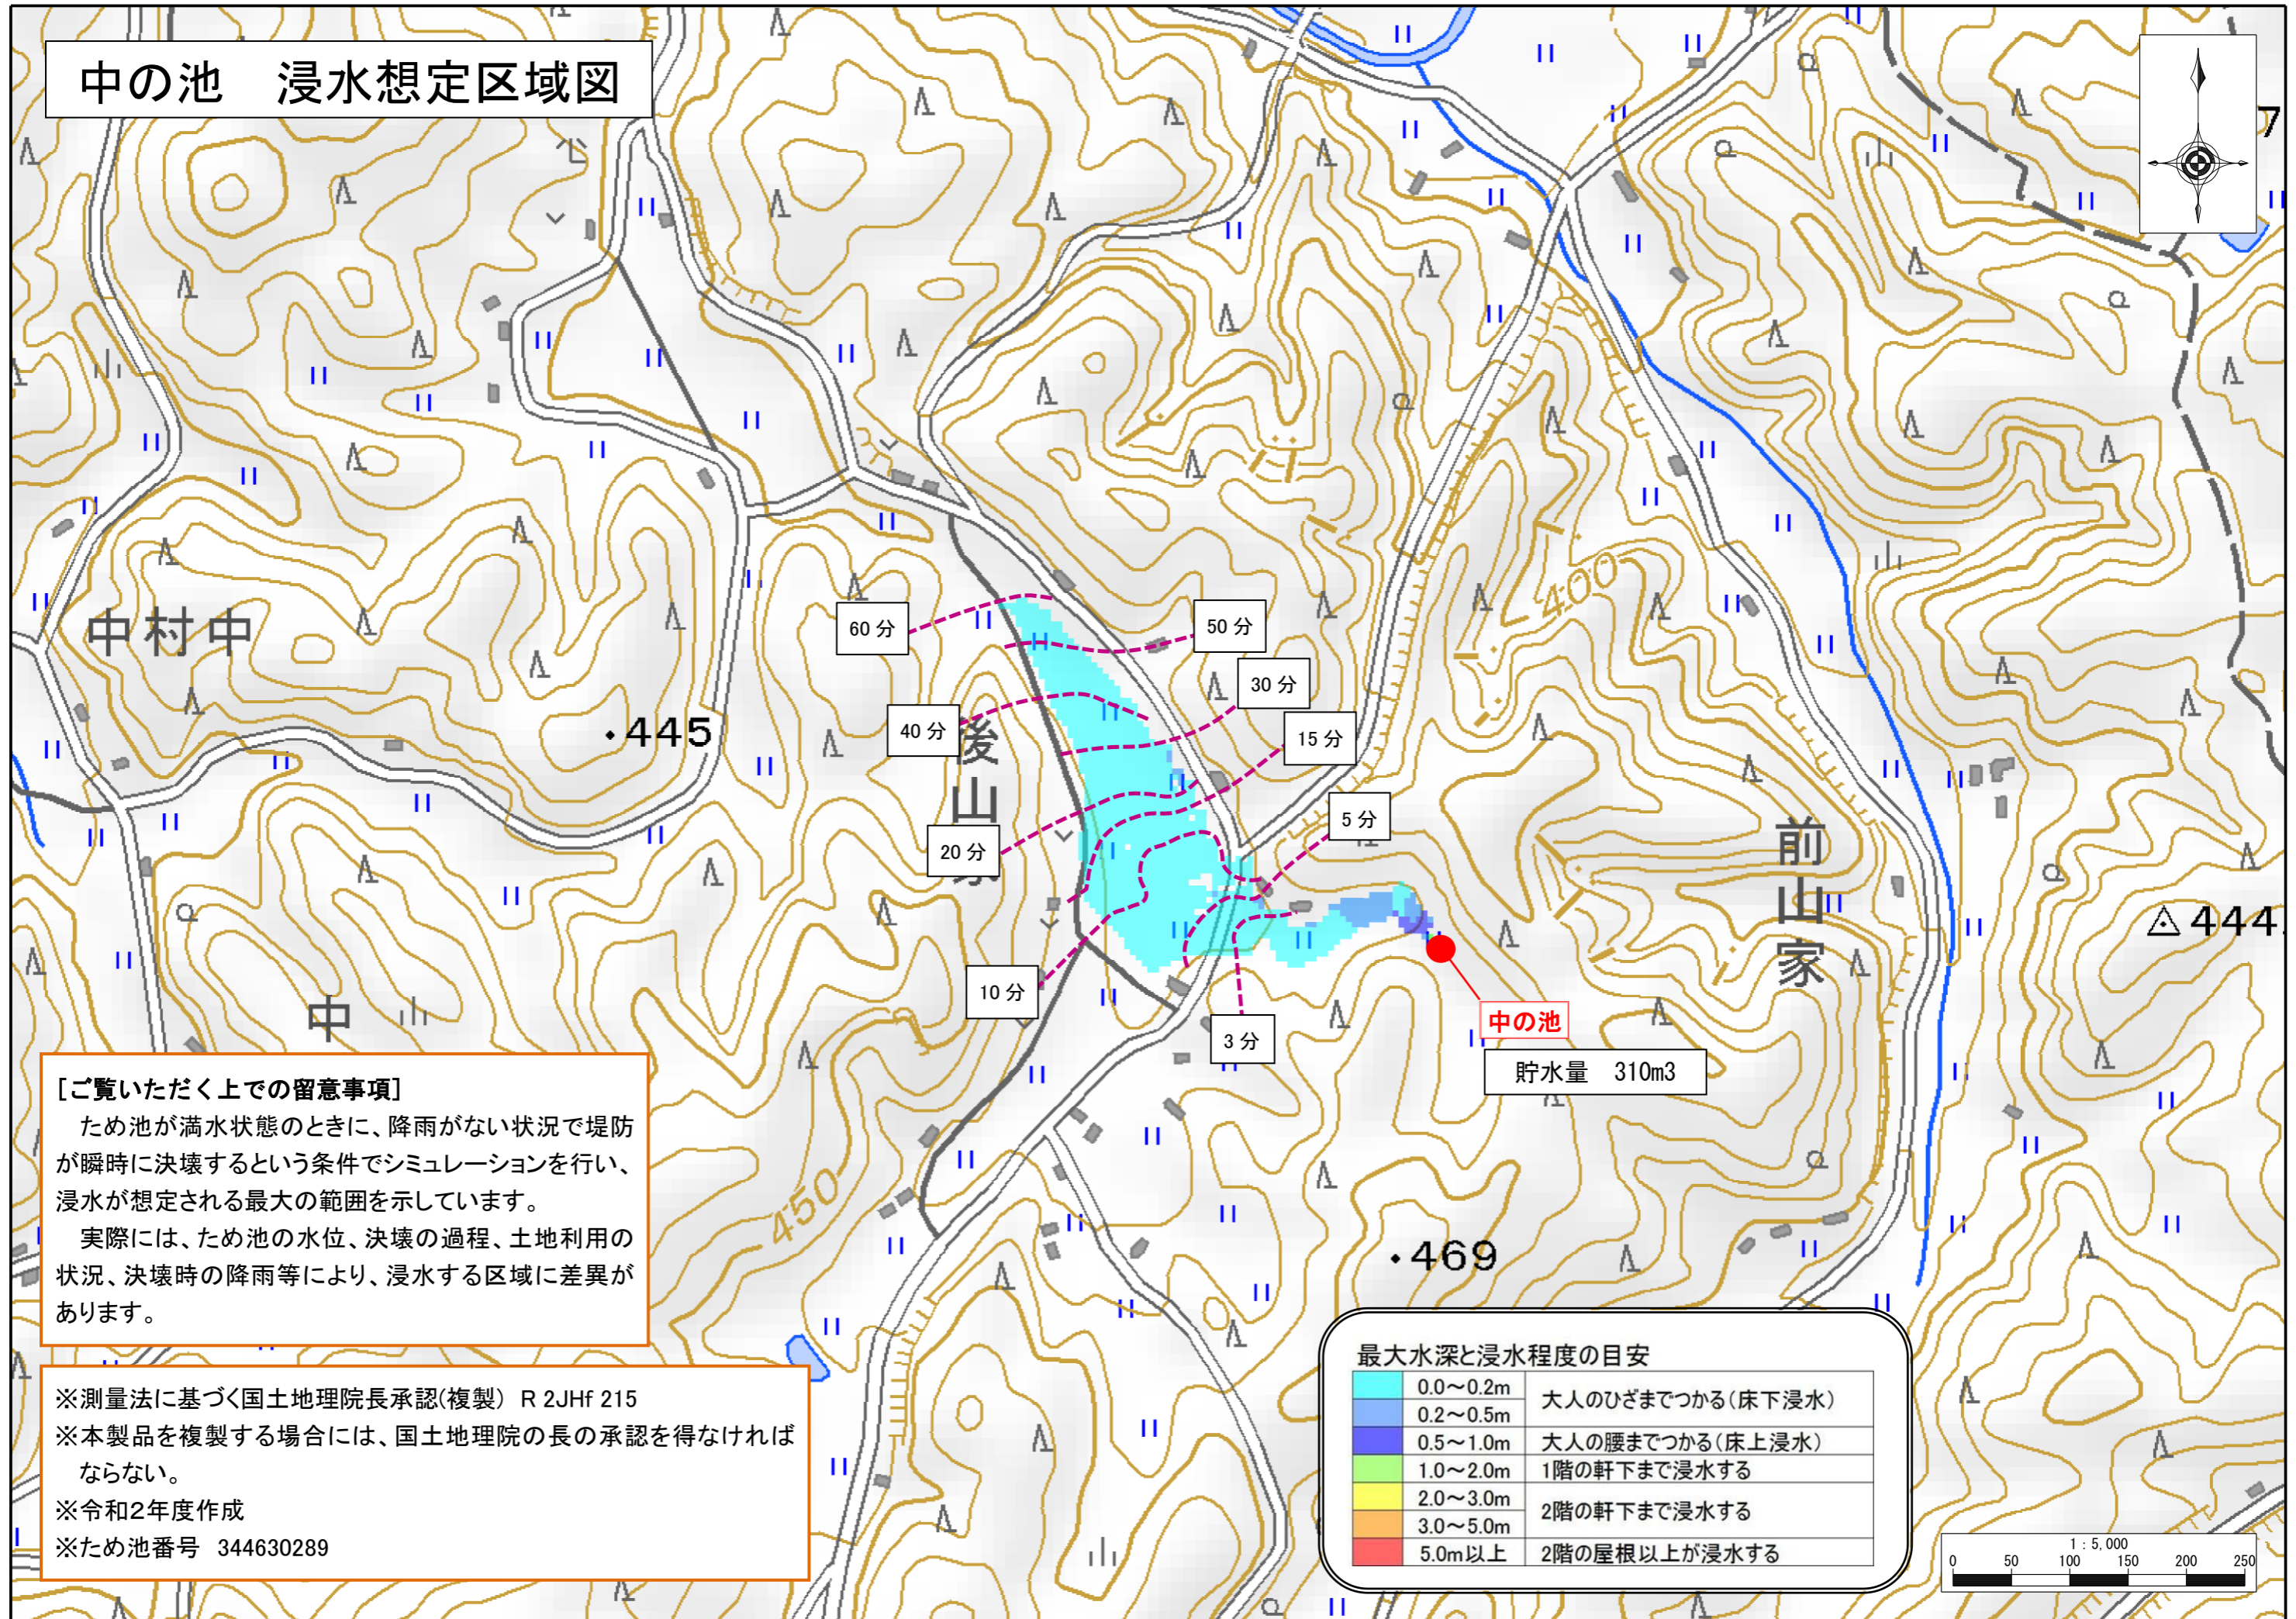 中の池　浸水想定区域図
7
400
中村中
60 分
50 分
30 分
40 分
15 分
・445
後山
5 分
20 分
前山家
444
10 分
中
3 分
中の池
貯水量　310m3
450
・469
[ご覧いただく上での留意事項]
ため池が満水状態のときに、降雨がない状況で堤防
が瞬時に決壊するという条件でシミュレーションを行い、
浸水が想定される最大の範囲を示しています。
実際には、ため池の水位、決壊の過程、土地利用の
状況、決壊時の降雨等により、浸水する区域に差異が
あります。
※測量法に基づく国土地理院長承認(複製) R 2JHf 215
※本製品を複製する場合には、国土地理院の長の承認を得なければ
ならない。
※令和2年度作成
※ため池番号 344630289
最大水深と浸水程度の目安
0.0～0.2m 大人のひざまでつかる(床下浸水)
0.2～0.5m
0.5～1.0m 大人の腰までつかる(床上浸水)
1.0～2.0m 1階の軒下まで浸水する
2.0～3.0m 2階の軒下まで浸水する
3.0～5.0m
5.0m以上 2階の屋根以上が浸水する
1：5,000
0 50 100 150 200 250